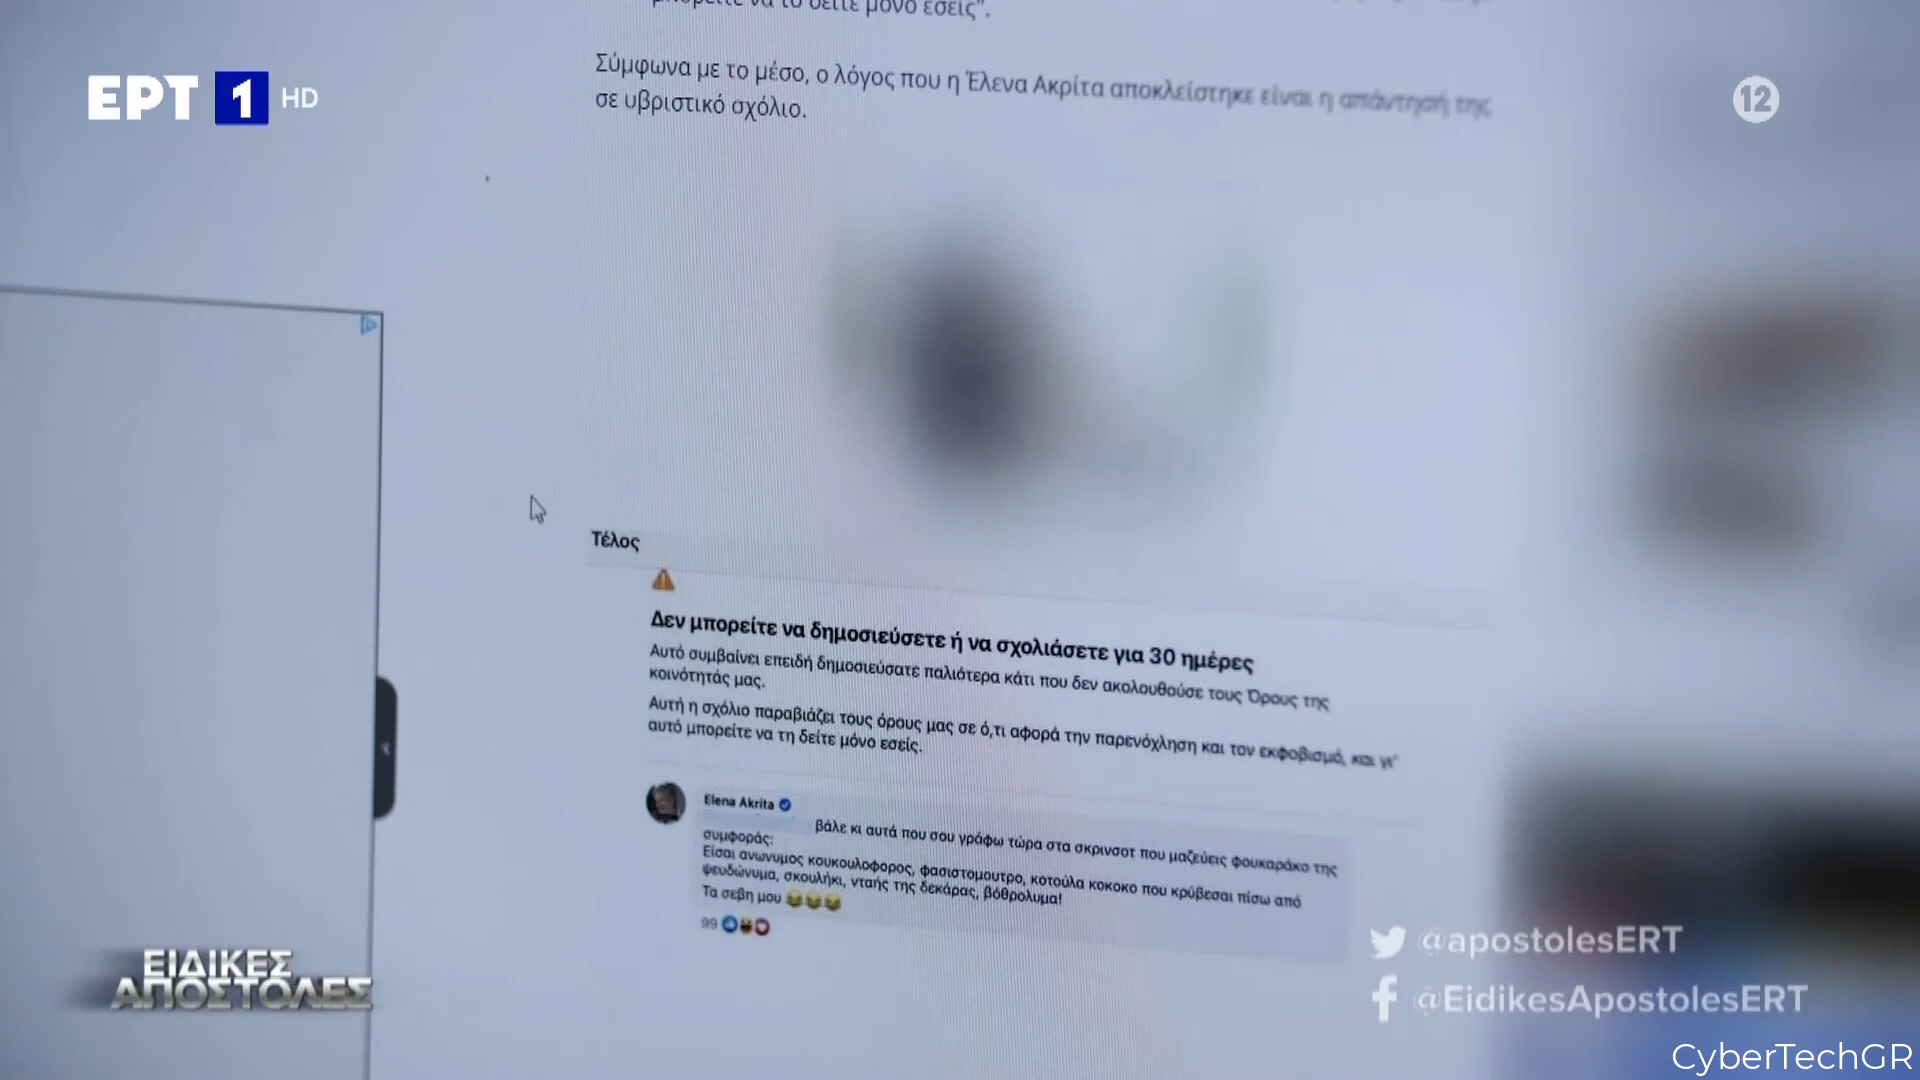 μπορείτε να το δείτε μόνο εσείς".
Σύμφωνα με το μέσο, ο λόγος που η Έλενα Ακρίτα αποκλείστηκε είναι η απάντησή της
σε υβριστικό σχόλιο.
ΕΡΤ 1 HD
12
Τέλος
Δεν μπορείτε να δημοσιεύσετε ή να σχολιάσετε για 30 ημέρες
Αυτό συμβαίνει επειδή δημοσιεύσατε παλιότερα κάτι που δεν ακολουθούσε τους Όρους της
κοινότητάς μας.
Αυτή η σχόλιο παραβιάζει τους όρους μας σε ό,τι αφορά την παρενόχληση και τον εκφοβισμό, και γι'
αυτό μπορείτε να τη δείτε μόνο εσείς.
Elena Akrita
βάλε κι αυτά που σου γράφω τώρα στα σκρινσοτ που μαζεύεις φουκαράκο της
συμφοράς:
Είσαι ανωνυμος κουκουλοφορος, φασιστομουτρο, κοτούλα κοκοκο που κρύβεσαι πίσω από
ψευδώνυμα, σκουλήκι, νταής της δεκάρας, βόθρολυμα!
Τα σεβη μου 😂😂😂
99
ΕΙΔΙΚΕΣ
ΑΠΟΣΤΟΛΕΣ
@apostolesERT
@EidikesApostolesERT
CyberTechGR